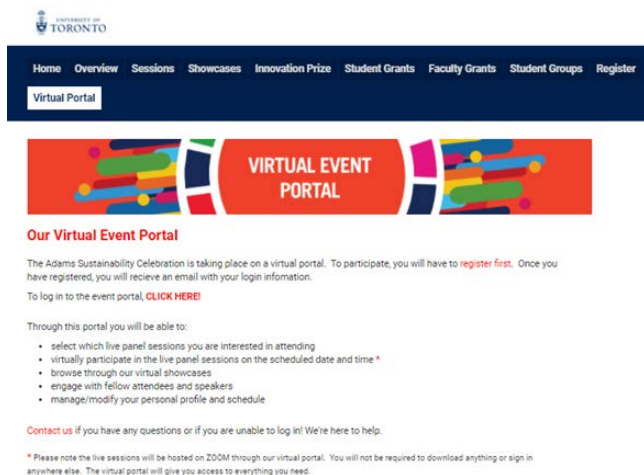 UNIVERSITY OF
TORONTO
Home Overview Sessions Showcases Innovation Prize Student Grants Faculty Grants Student Groups Register
Virtual Portal
VIRTUAL EVENT
PORTAL
Our Virtual Event Portal
The Adams Sustainability Celebration is taking place on a virtual portal. To participate, you will have to register first. Once you
have registered, you will recieve an email with your login infomation.
To log in to the event portal, CLICK HERE!
Through this portal you will be able to:
• select which live panel sessions you are interested in attending
• virtually participate in the live panel sessions on the scheduled date and time *
• browse through our virtual showcases
• engage with fellow attendees and speakers
• manage/modify your personal profile and schedule
Contact us if you have any questions or if you are unable to log in! We're here to help.
* Please note the live sessions will be hosted on ZOOM through our virtual portal. You will not be required to download anything or sign in
anywhere else. The virtual portal will give you access to everything you need.